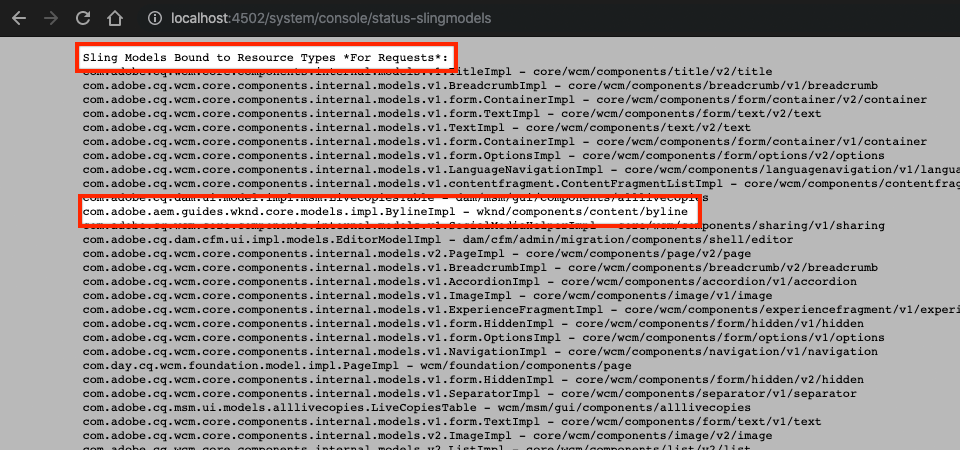 localhost:4502/system/console/status-slingmodels
Sling Models Bound to Resource Types *For Requests*:
com.adobe.cq.wcm.core.components.internal.models.v1.TitleImpl - core/wcm/components/title/v2/title
com.adobe.cq.wcm.core.components.internal.models.v1.BreadcrumbImpl - core/wcm/components/breadcrumb/v1/breadcrumb
com.adobe.cq.wcm.core.components.internal.models.v1.form.ContainerImpl - core/wcm/components/form/container/v2/container
com.adobe.cq.wcm.core.components.internal.models.v1.form.TextImpl - core/wcm/components/form/text/v2/text
com.adobe.cq.wcm.core.components.internal.models.v1.TextImpl - core/wcm/components/text/v2/text
com.adobe.cq.wcm.core.components.internal.models.v1.form.ContainerImpl - core/wcm/components/form/container/v1/container
com.adobe.cq.wcm.core.components.internal.models.v1.form.OptionsImpl - core/wcm/components/form/options/v2/options
com.adobe.cq.wcm.core.components.internal.models.v1.LanguageNavigationImpl - core/wcm/components/languagenavigation/v1/langua
com.adobe.cq.wcm.core.components.internal.models.v1.contentfragment.ContentFragmentListImpl - core/wcm/components/contentfrag
com.adobe.cq.dam.ui.model.impl.msm.LiveCopiesTable - dam/msm/gui/components/alllivecopies
com.adobe.aem.guides.wknd.core.models.impl.BylineImpl - wknd/components/content/byline
com.adobe.cq.wcm.core.components.internal.models.v1.SocialMediaHelperImpl - core/wcm/components/sharing/v1/sharing
com.adobe.cq.dam.cfm.ui.impl.models.EditorModelImpl - dam/cfm/admin/migration/components/shell/editor
com.adobe.cq.wcm.core.components.internal.models.v2.PageImpl - core/wcm/components/page/v2/page
com.adobe.cq.wcm.core.components.internal.models.v1.BreadcrumbImpl - core/wcm/components/breadcrumb/v2/breadcrumb
com.adobe.cq.wcm.core.components.internal.models.v1.AccordionImpl - core/wcm/components/accordion/v1/accordion
com.adobe.cq.wcm.core.components.internal.models.v1.ImageImpl - core/wcm/components/image/v1/image
com.adobe.cq.wcm.core.components.internal.models.v1.ExperienceFragmentImpl - core/wcm/components/experiencefragment/v1/experi
com.adobe.cq.wcm.core.components.internal.models.v1.form.HiddenImpl - core/wcm/components/form/hidden/v1/hidden
com.adobe.cq.wcm.core.components.internal.models.v1.form.OptionsImpl - core/wcm/components/form/options/v1/options
com.adobe.cq.wcm.core.components.internal.models.v1.NavigationImpl - core/wcm/components/navigation/v1/navigation
com.day.cq.wcm.foundation.model.impl.PageImpl - wcm/foundation/components/page
com.adobe.cq.wcm.core.components.internal.models.v1.form.HiddenImpl - core/wcm/components/form/hidden/v2/hidden
com.adobe.cq.wcm.core.components.internal.models.v1.SeparatorImpl - core/wcm/components/separator/v1/separator
com.adobe.cq.msm.ui.models.alllivecopies.LiveCopiesTable - wcm/msm/gui/components/alllivecopies
com.adobe.cq.wcm.core.components.internal.models.v1.form.TextImpl - core/wcm/components/form/text/v1/text
com.adobe.cq.wcm.core.components.internal.models.v2.ImageImpl - core/wcm/components/image/v2/image
com.adobe.cq.wcm.core.components.internal.models.v2.ListImpl - core/wcm/components/list/v2/list